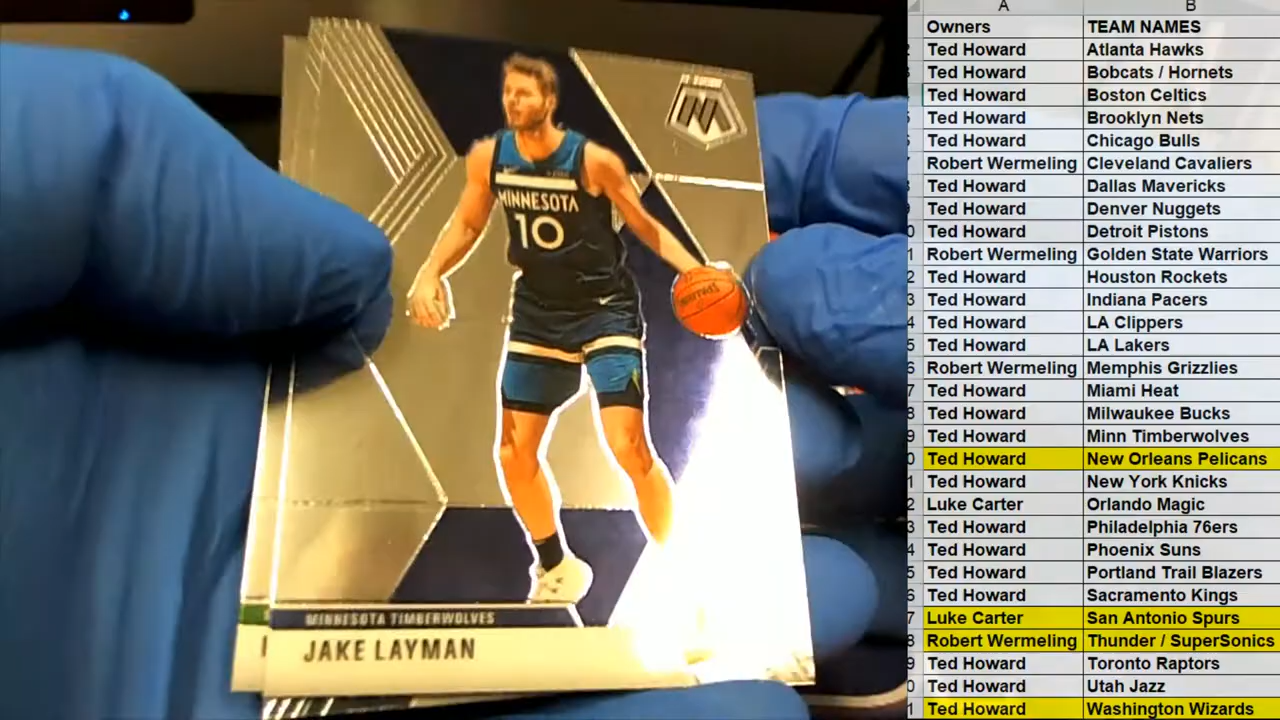 MINNESOTA
10
MINNESOTA TIMBERWOLVES
JAKE LAYMAN
A B
Owners TEAM NAMES
Ted Howard Atlanta Hawks
Ted Howard Bobcats / Hornets
Ted Howard Boston Celtics
Ted Howard Brooklyn Nets
Ted Howard Chicago Bulls
Robert Wermeling Cleveland Cavaliers
Ted Howard Dallas Mavericks
Ted Howard Denver Nuggets
Ted Howard Detroit Pistons
Robert Wermeling Golden State Warriors
Ted Howard Houston Rockets
Ted Howard Indiana Pacers
Ted Howard LA Clippers
Ted Howard LA Lakers
Robert Wermeling Memphis Grizzlies
Ted Howard Miami Heat
Ted Howard Milwaukee Bucks
Ted Howard Minn Timberwolves
Ted Howard New Orleans Pelicans
Ted Howard New York Knicks
Luke Carter Orlando Magic
Ted Howard Philadelphia 76ers
Ted Howard Phoenix Suns
Ted Howard Portland Trail Blazers
Ted Howard Sacramento Kings
Luke Carter San Antonio Spurs
Robert Wermeling Thunder / SuperSonics
Ted Howard Toronto Raptors
Ted Howard Utah Jazz
Ted Howard Washington Wizards